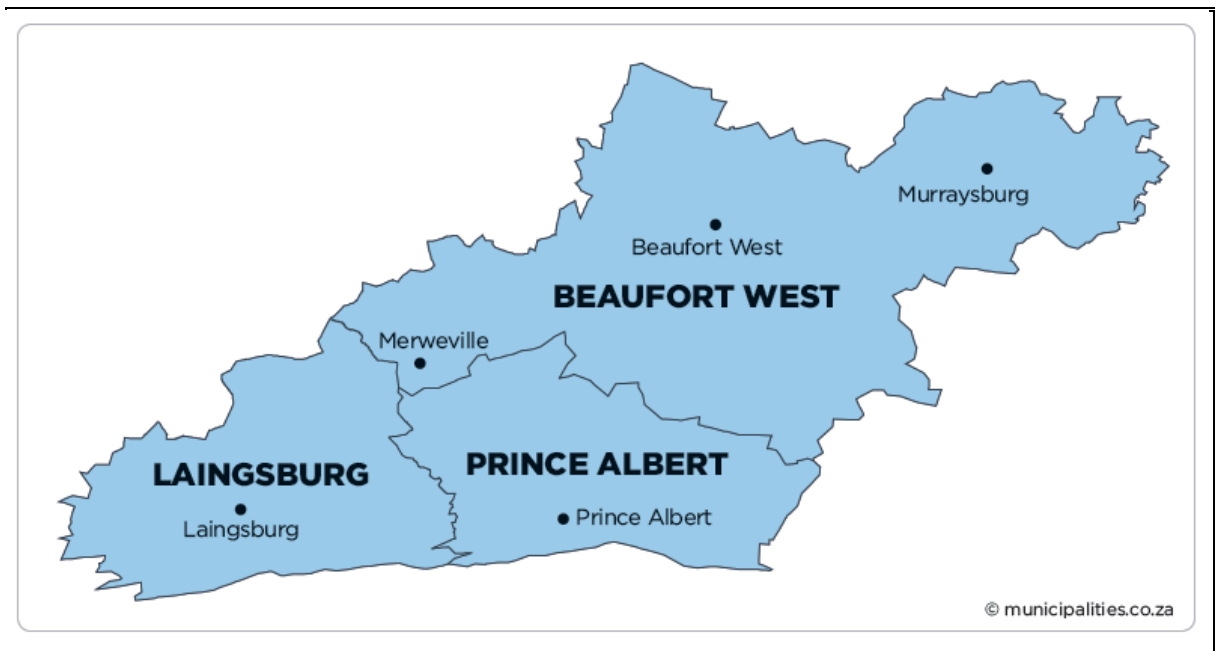 Murraysburg
Beaufort West
BEAUFORT WEST
Merweville
PRINCE ALBERT
LAINGSBURG
Laingsburg
Prince Albert
© municipalities.co.za